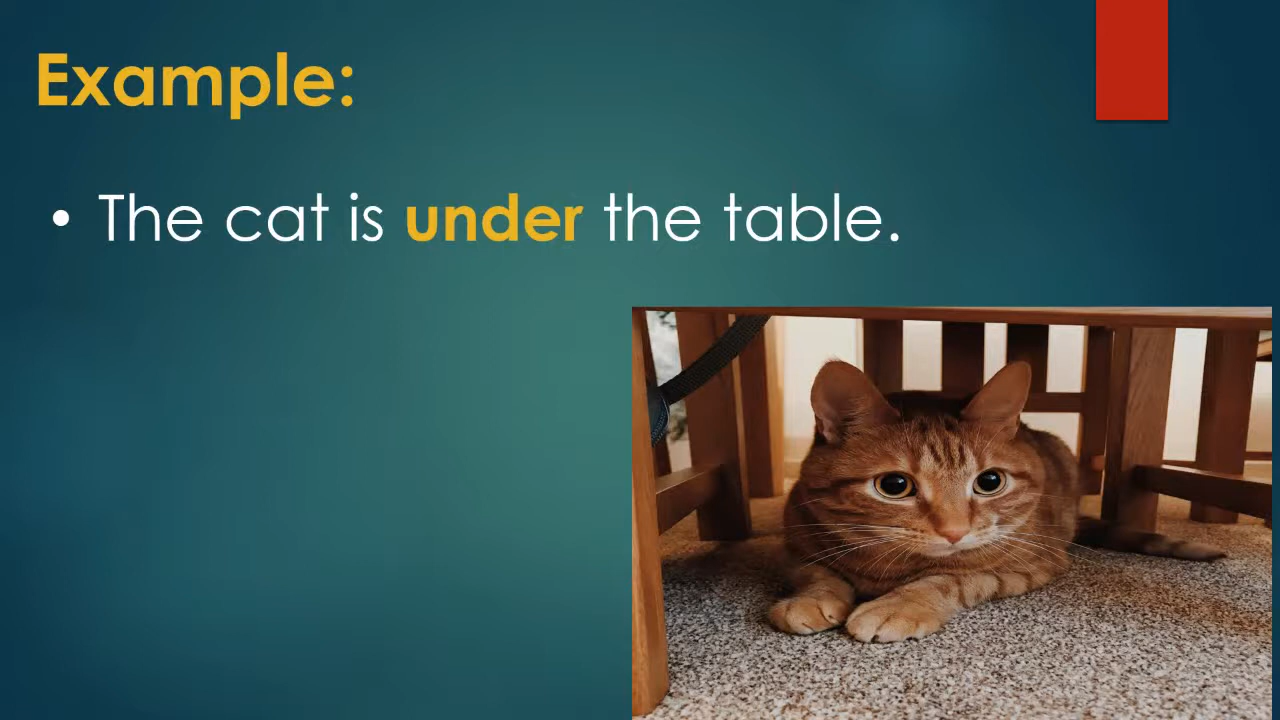 Example:
• The cat is under the table.